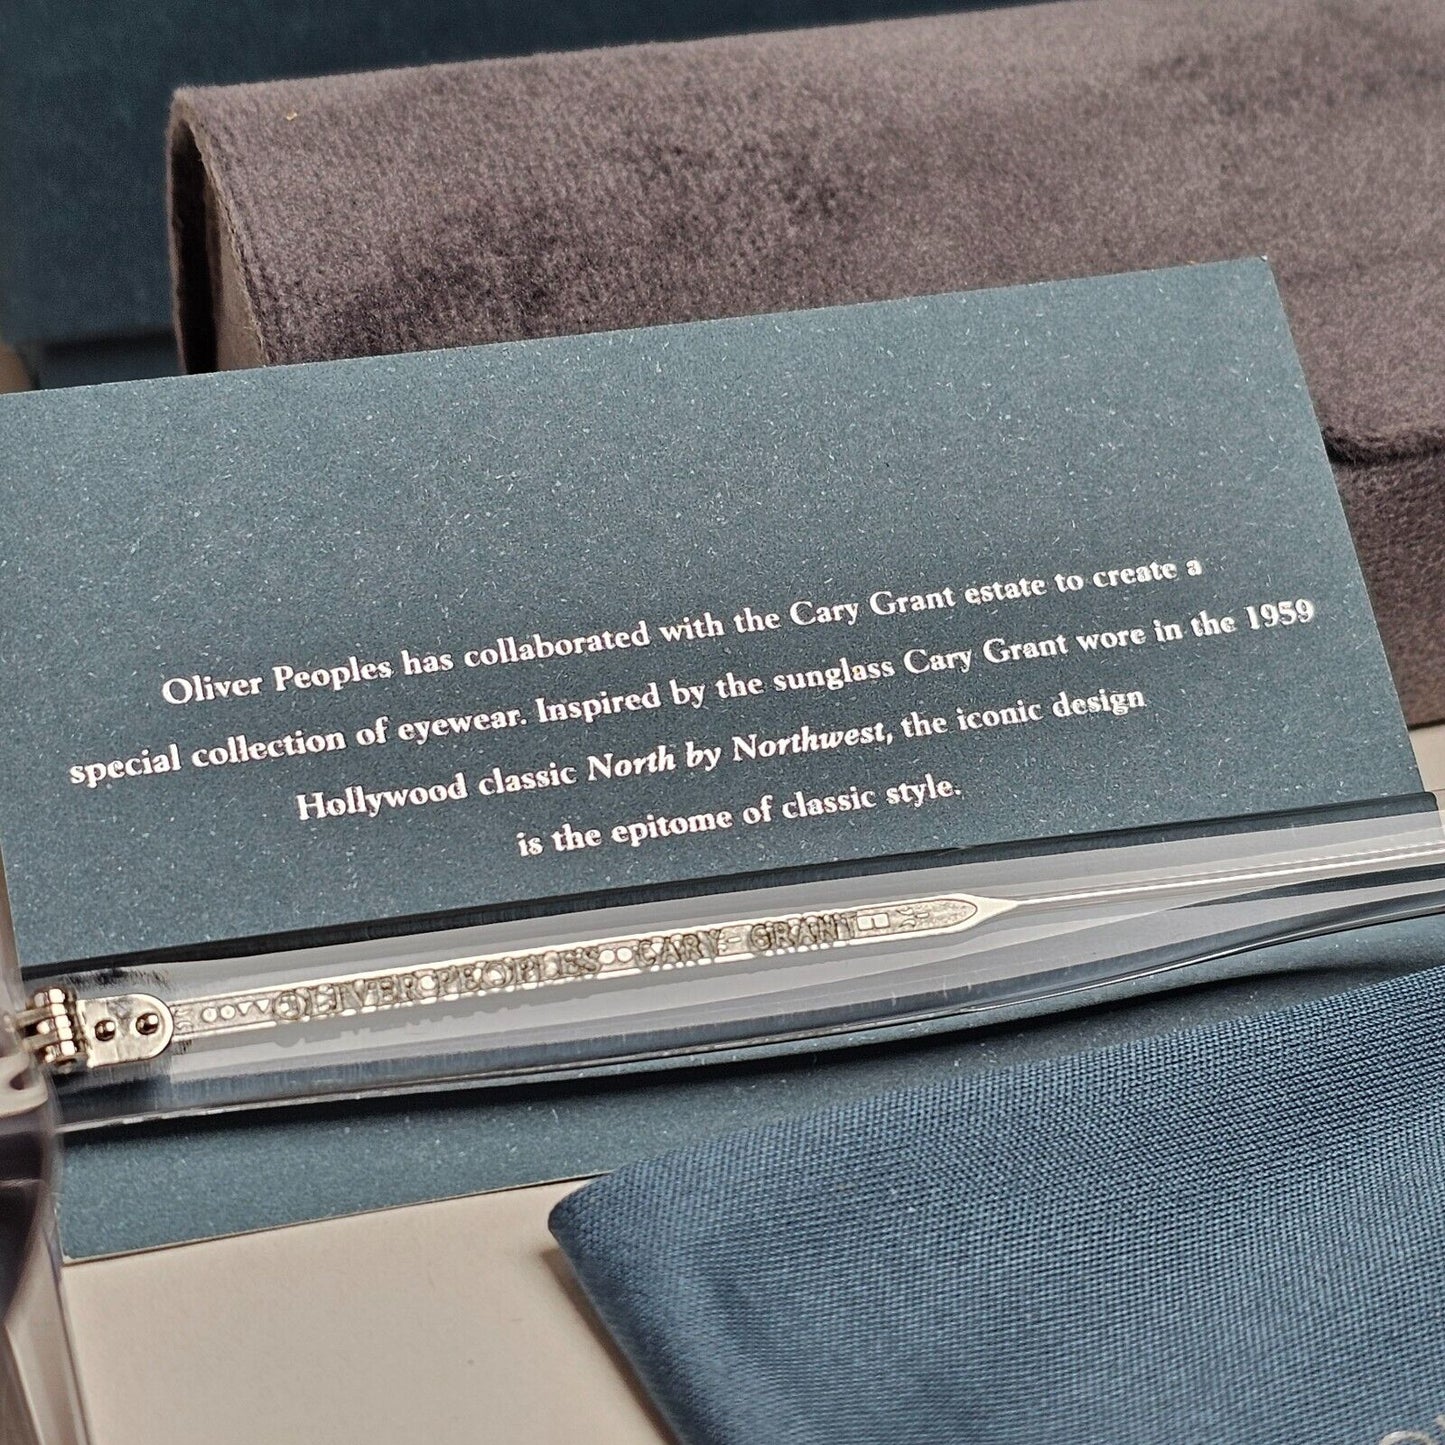 Oliver Peoples has collaborated with the Cary Grant estate to create a
special collection of eyewear. Inspired by the sunglass Cary Grant wore in the 1959
Hollywood classic North by Northwest, the iconic design
is the epitome of classic style.
OLIVER PEOPLES CARY GRANT